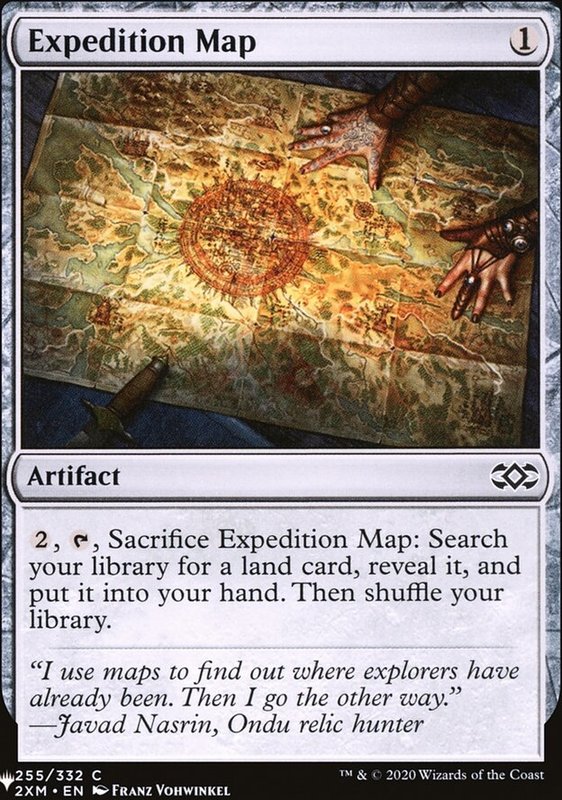 Expedition Map 1
Artifact
2, , Sacrifice Expedition Map: Search
your library for a land card, reveal it, and
put it into your hand. Then shuffle your
library.
“I use maps to find out where explorers have
already been. Then I go the other way.”
—Javad Nasrin, Ondu relic hunter
255/332 C
2XM • EN Franz Vohwinkel
™ & © 2020 Wizards of the Coast